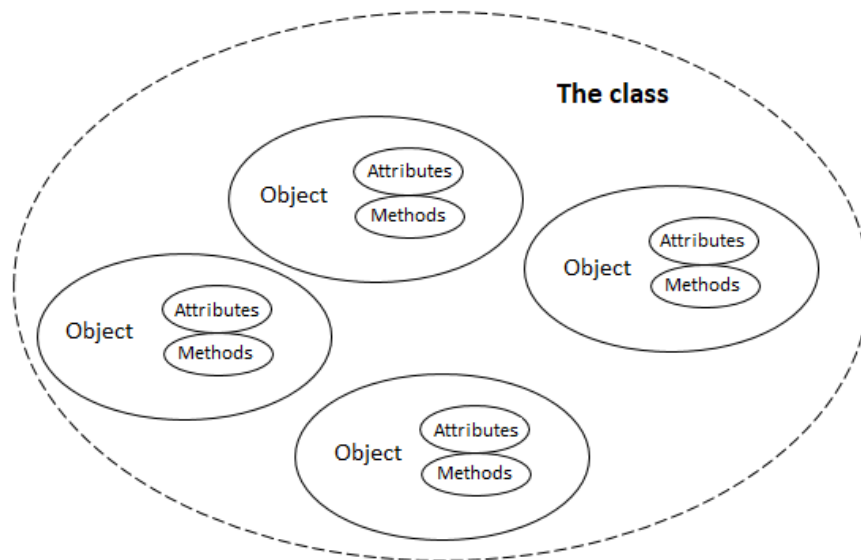 The class
Object
Attributes
Methods
Object
Attributes
Methods
Object
Attributes
Methods
Object
Attributes
Methods